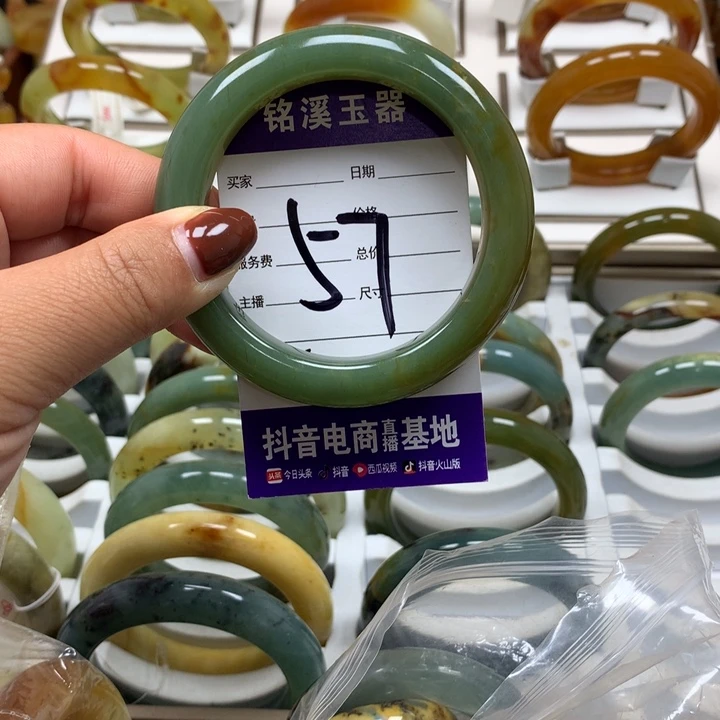 铭溪玉器
买家 日期
价格
服务费 总价
主播 尺寸
57
抖音电商直播基地
头条 今日头条 抖音 西瓜视频 抖音火山版